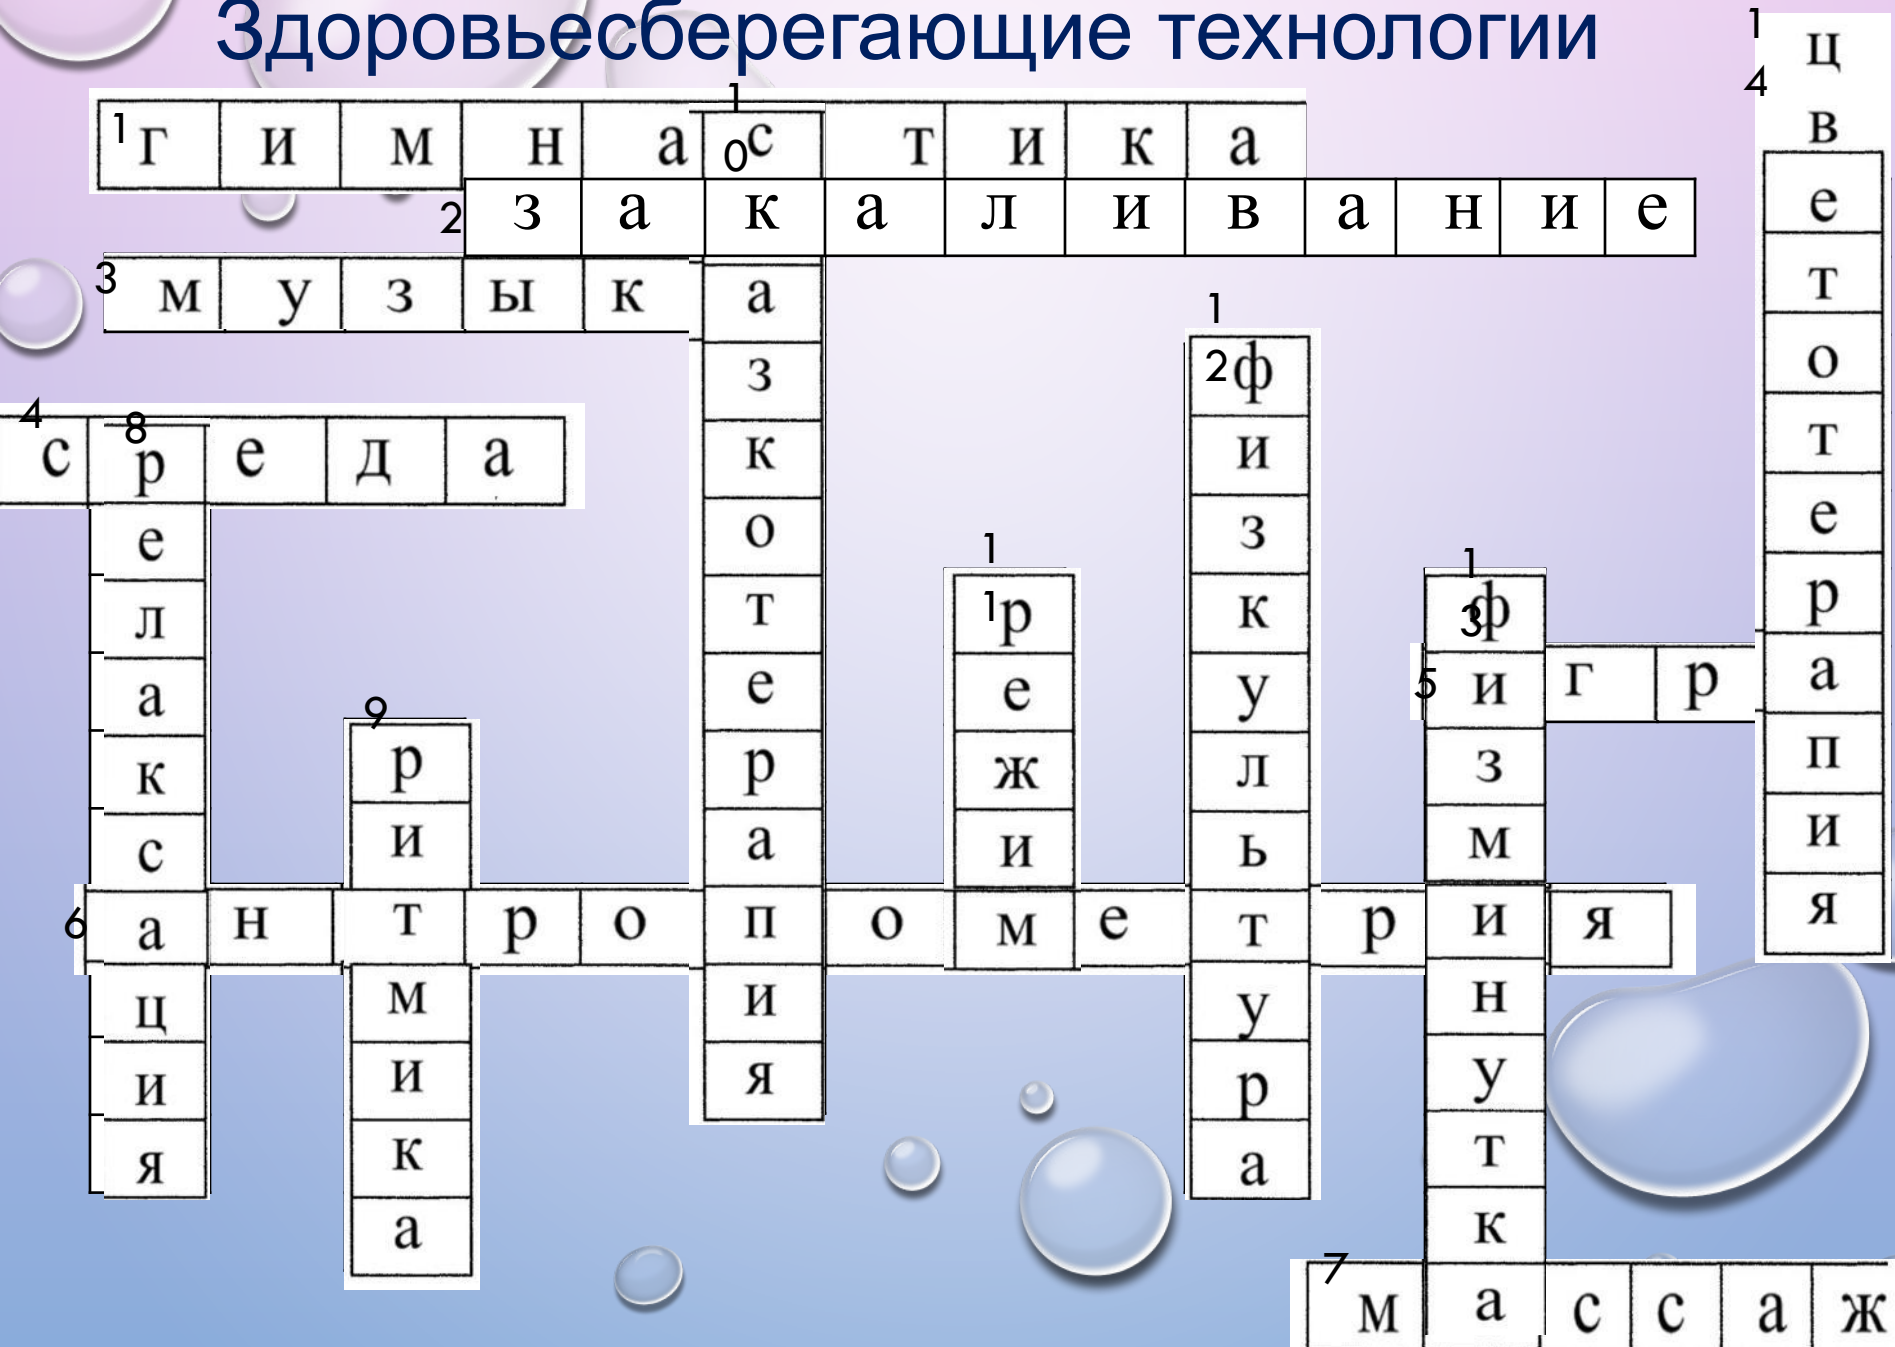 Здоровьесберегающие технологии
1 гимнастика
2 закаливание
3 музыка
4 среда
5 игра
6 антропометрия
7 массаж
8 релаксация
9 ритмика
10 сказкотерапия
11 режим
12 физкультура
13 физминутка
14 цветотерапия